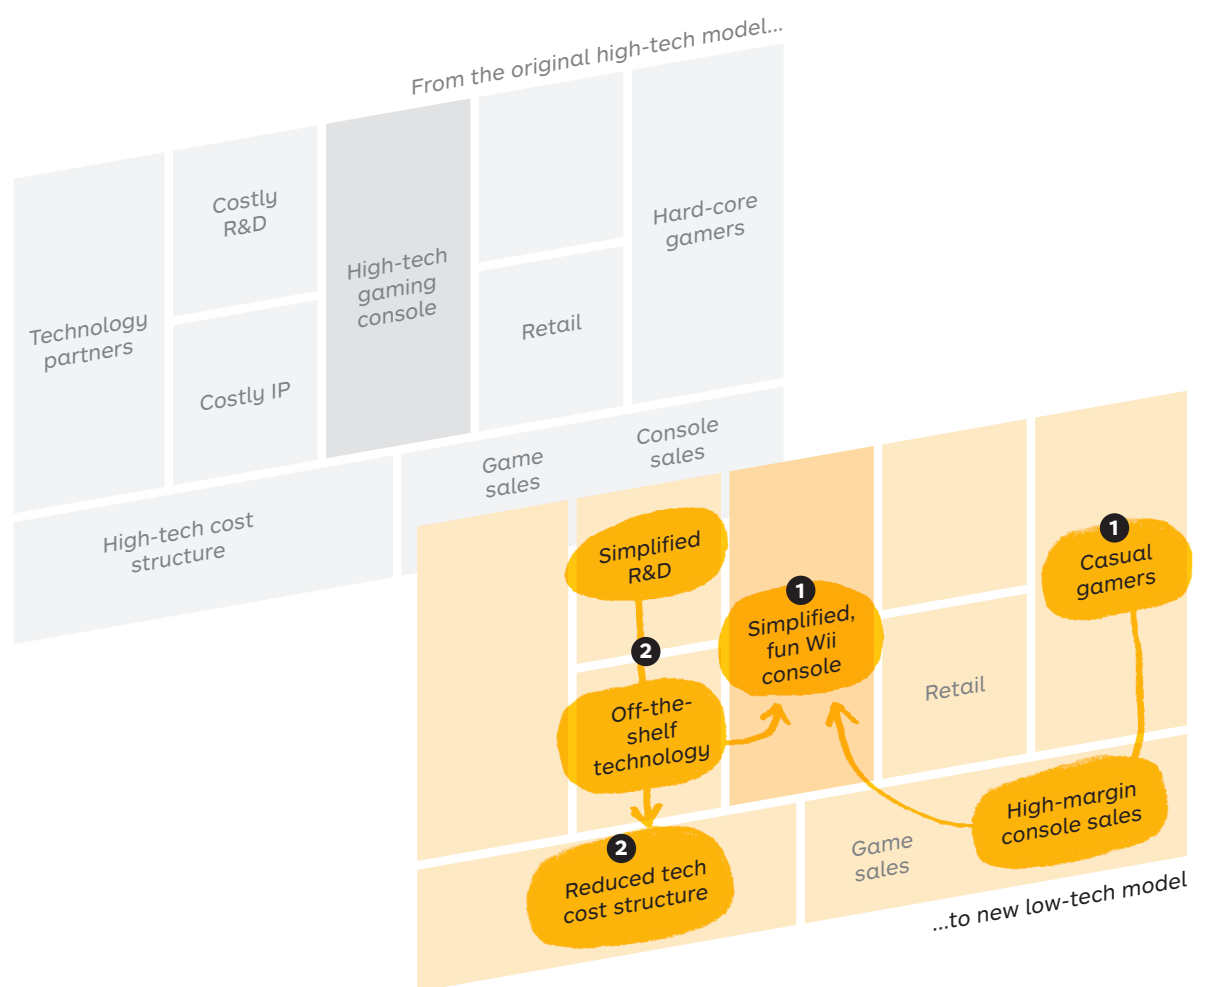 From the original high-tech model...
Technology
partners
Costly
R&D
Costly IP
High-tech
gaming
console
Retail
Hard-core
gamers
High-tech cost
structure
Game
sales
Console
sales
Simplified
R&D
2
Off-the-
shelf
technology
1
Simplified,
fun Wii
console
Retail
1
Casual
gamers
2
Reduced tech
cost structure
Game
sales
High-margin
console sales
...to new low-tech model